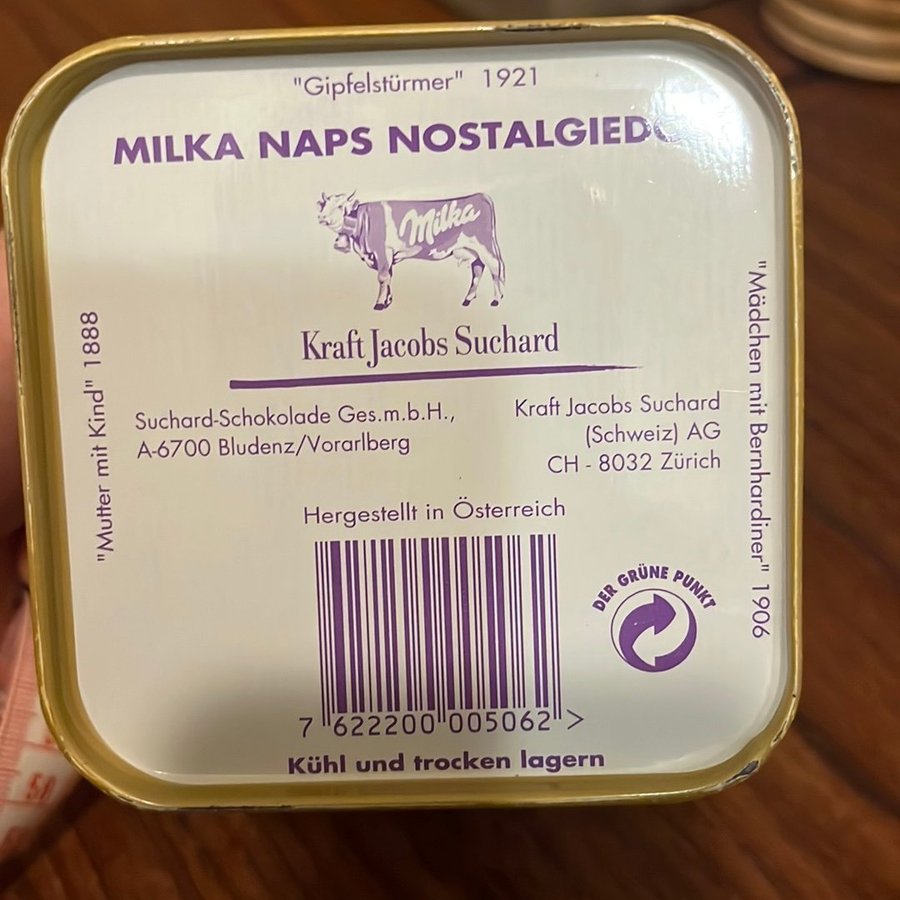 "Gipfelstürmer" 1921
MILKA NAPS NOSTALGIED
Milka
Kraft Jacobs Suchard
"Mutter mit Kind" 1888
Suchard-Schokolade Ges.m.b.H.,
A-6700 Bludenz/Vorarlberg
Kraft Jacobs Suchard
(Schweiz) AG
CH - 8032 Zürich
"Mädchen mit Bernhardiner" 1906
Hergestellt in Österreich
DER GRÜNE PUNKT
7 622200 005062 >
Kühl und trocken lagern
50